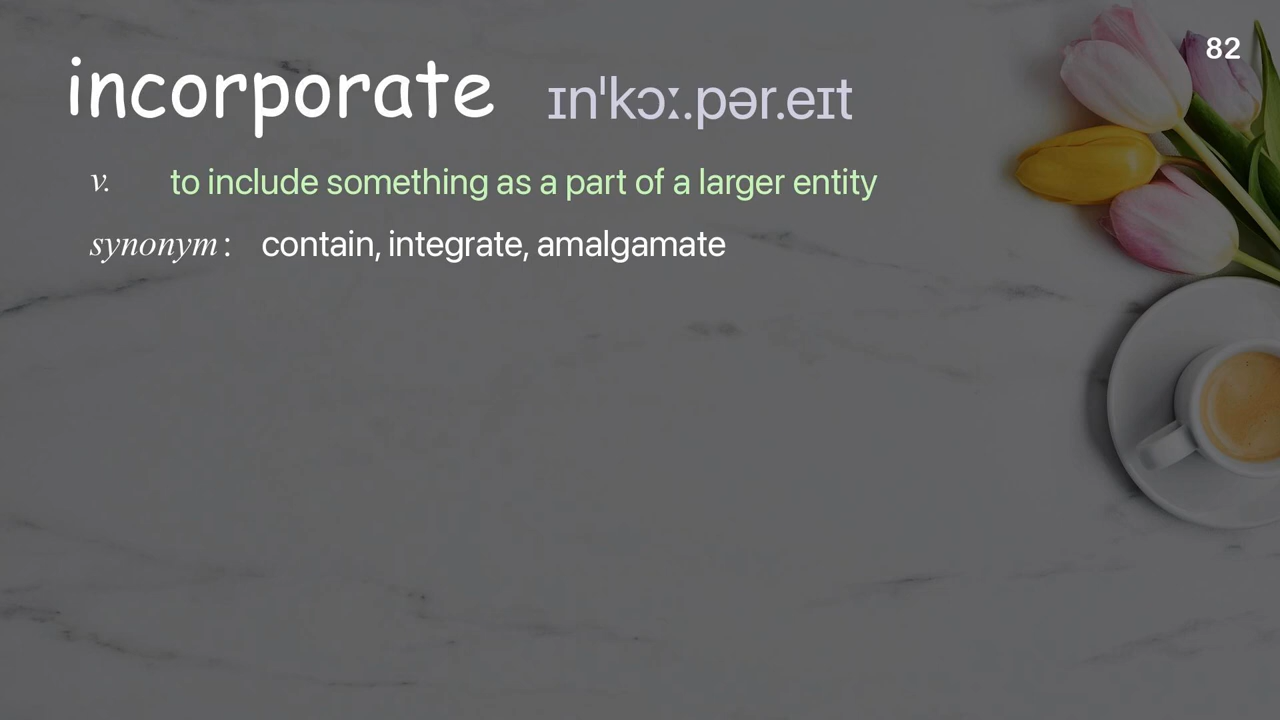 82
incorporate ɪnˈkɔː.pər.eɪt
v. to include something as a part of a larger entity
synonym : contain, integrate, amalgamate